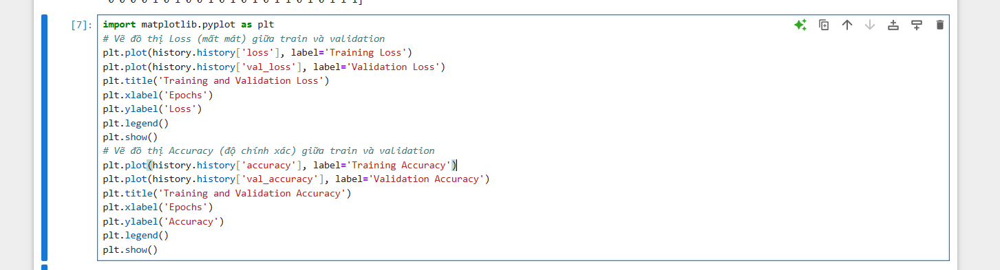 [7]:
import matplotlib.pyplot as plt
# Vẽ đồ thị Loss (mất mát) giữa train và validation
plt.plot(history.history['loss'], label='Training Loss')
plt.plot(history.history['val_loss'], label='Validation Loss')
plt.title('Training and Validation Loss')
plt.xlabel('Epochs')
plt.ylabel('Loss')
plt.legend()
plt.show()
# Vẽ đồ thị Accuracy (độ chính xác) giữa train và validation
plt.plot(history.history['accuracy'], label='Training Accuracy')
plt.plot(history.history['val_accuracy'], label='Validation Accuracy')
plt.title('Training and Validation Accuracy')
plt.xlabel('Epochs')
plt.ylabel('Accuracy')
plt.legend()
plt.show()